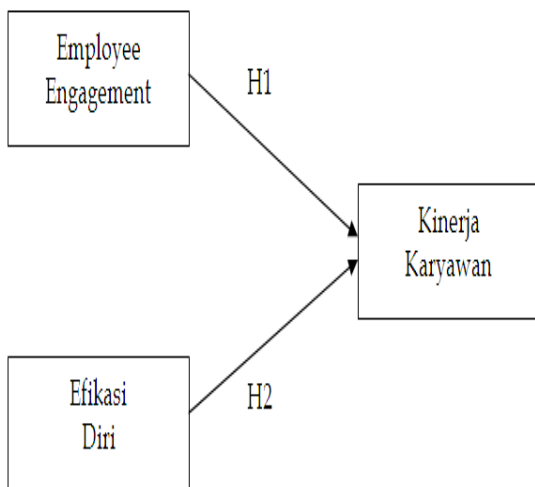 Employee
Engagement
H1
Kinerja
Karyawan
Efikasi
Diri
H2